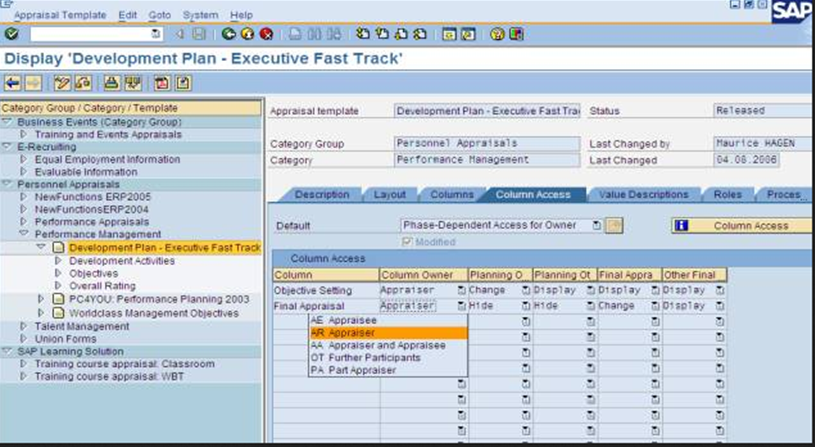 Appraisal Template Edit Goto System Help
SAP
Display 'Development Plan - Executive Fast Track'
Category Group / Category / Template
Business Events (Category Group)
Training and Events Appraisals
E-Recruiting
Equal Employment Information
Evaluable Information
Personnel Appraisals
NewFunctions ERP2005
NewFunctionsERP2004
Performance Appraisals
Performance Management
Development Plan - Executive Fast Track
Development Activities
Objectives
Overall Rating
PC4YOU: Performance Planning 2003
Worldclass Management Objectives
Talent Management
Union Forms
SAP Learning Solution
Training course appraisal: Classroom
Training course appraisal: WBT
Appraisal template Development Plan - Executive Fast Tra Status Released
Category Group Personnel Appraisals Last Changed by Maurice HAGEN
Category Performance Management Last Changed 04.08.2006
Description Layout Columns Column Access Value Descriptions Roles Proces
Default Phase-Dependent Access for Owner Column Access
Modified
Column Access
Column Column Owner Planning O Planning Ot Final Appra Other Final
Objective Setting Appraiser Change Display Display Display
Final Appraisal Appraiser Hide Hide Change Display
AE Appraisee
AR Appraiser
AA Appraiser and Appraisee
OT Further Participants
PA Part Appraiser